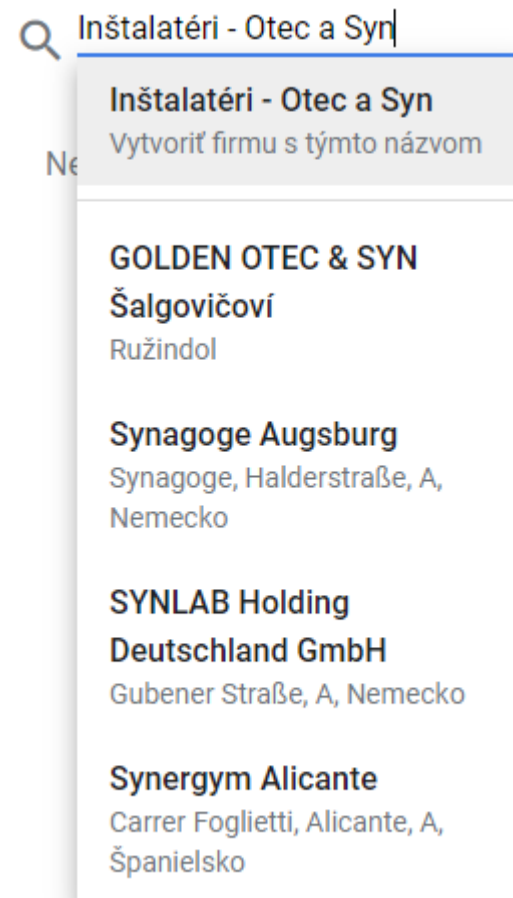 Inštalatéri - Otec a Syn
Inštalatéri - Otec a Syn
Vytvoriť firmu s týmto názvom
Ne
GOLDEN OTEC & SYN
Šalgovičoví
Ružindol
Synagoge Augsburg
Synagoge, Halderstraße, A,
Nemecko
SYNLAB Holding
Deutschland GmbH
Gubener Straße, A, Nemecko
Synergym Alicante
Carrer Foglietti, Alicante, A,
Španielsko